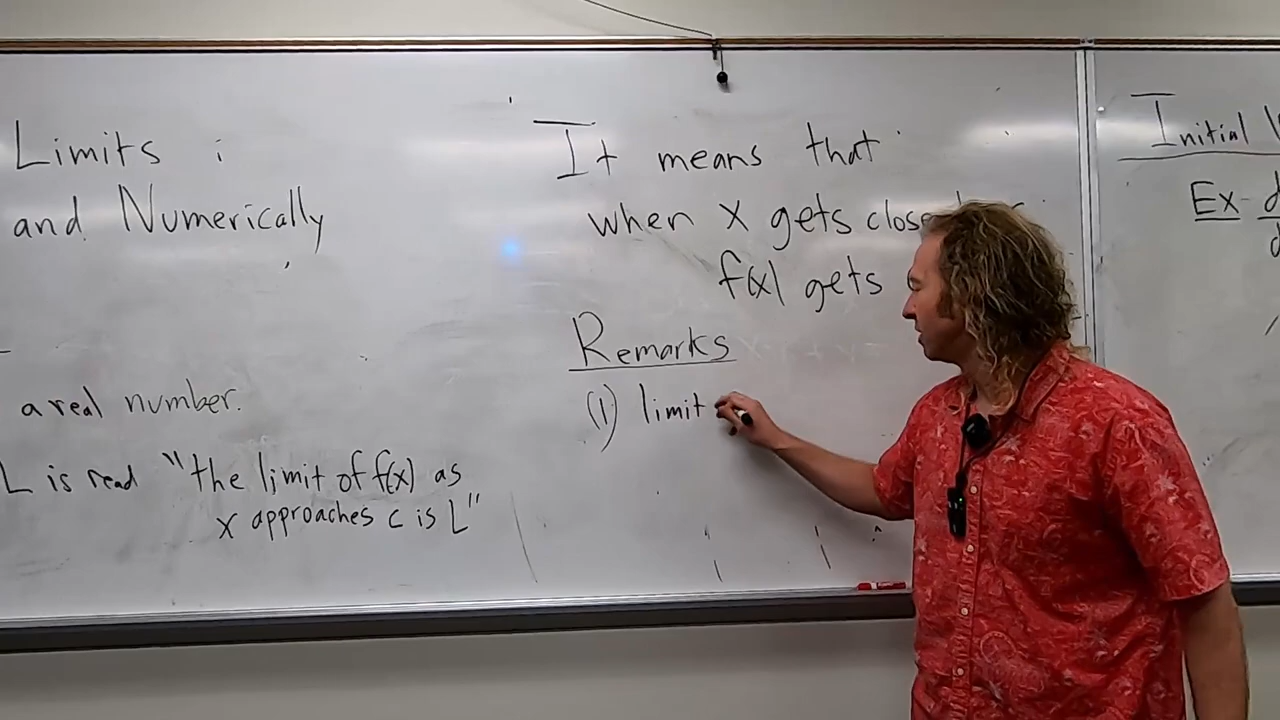 Limits :
and Numerically
a real number.
L is read "the limit of f(x) as
x approaches c is L"
It means that
when x gets
f(x) gets
Remarks
(1) limit
Initial
Ex-